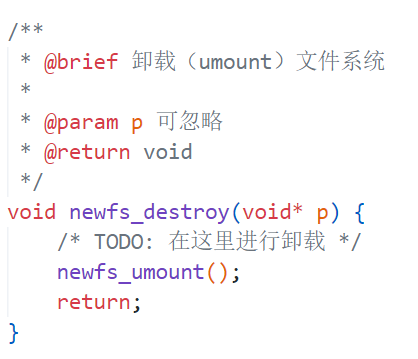 /**
 * @brief 卸载（umount）文件系统
 *
 * @param p 可忽略
 * @return void
 */
void newfs_destroy(void* p) {
    /* TODO: 在这里进行卸载 */
    newfs_umount();
    return;
}